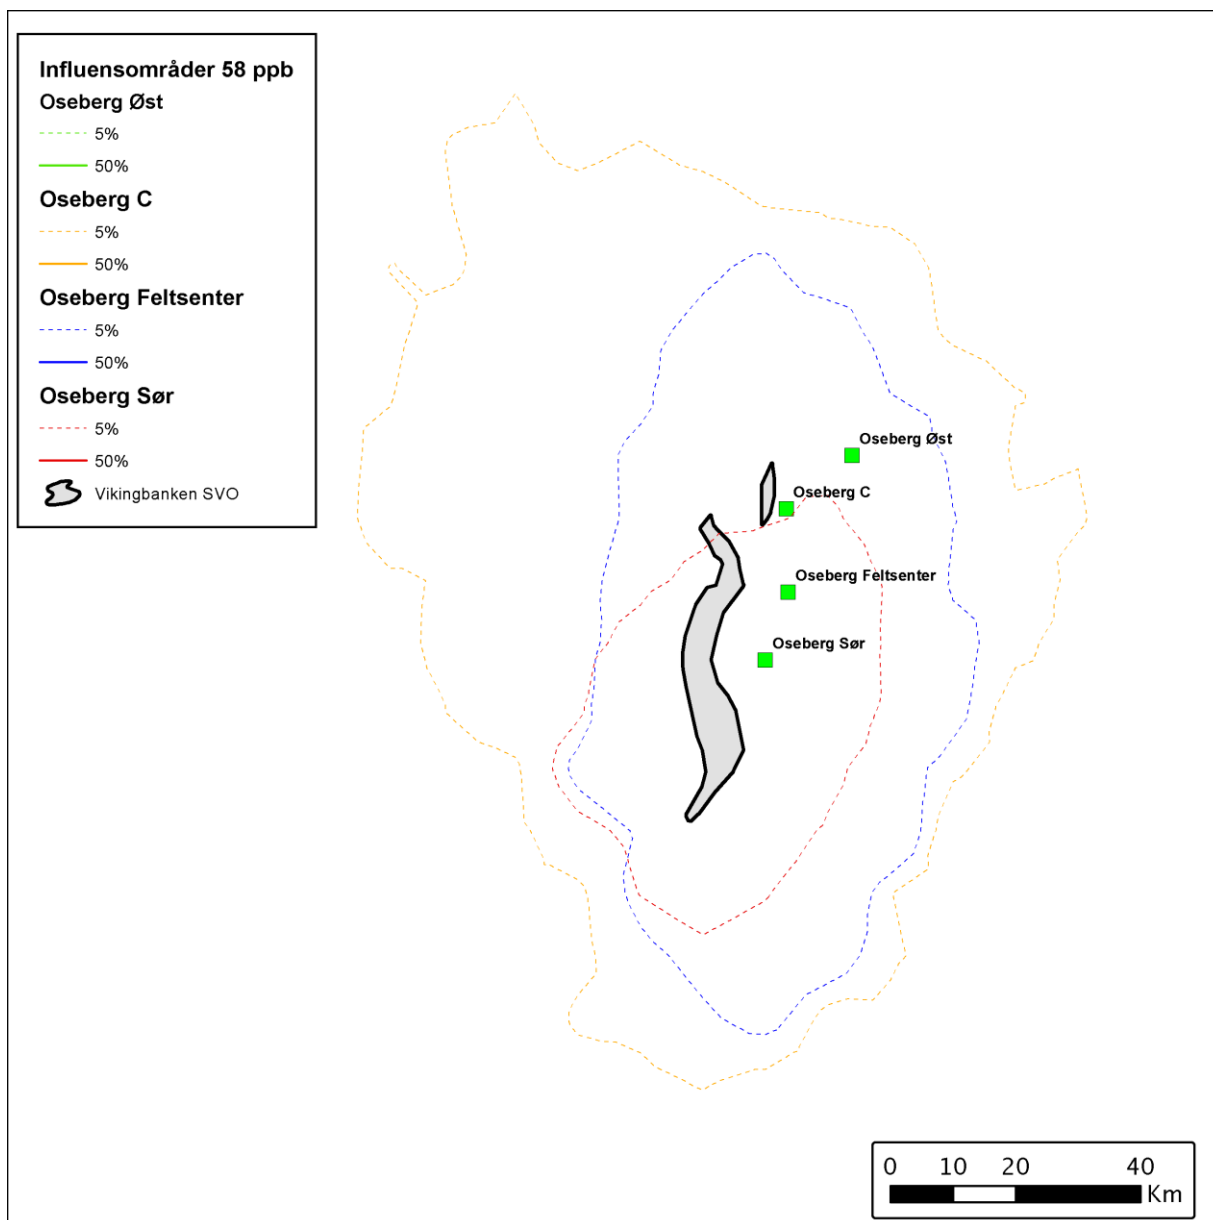 Influensområder 58 ppb
Oseberg Øst
5%
50%
Oseberg C
5%
50%
Oseberg Feltsenter
5%
50%
Oseberg Sør
5%
50%
Vikingbanken SVO
Oseberg Øst
Oseberg C
Oseberg Feltsenter
Oseberg Sør
0 10 20 40
Km